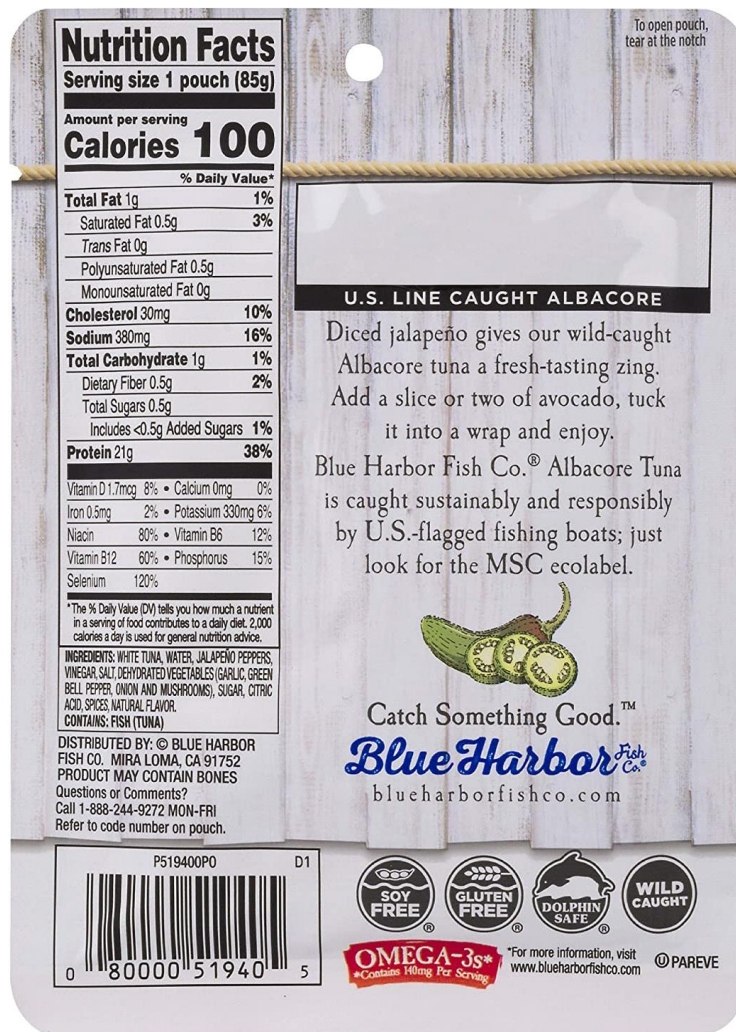 To open pouch,
tear at the notch
Nutrition Facts
Serving size 1 pouch (85g)
Amount per serving
Calories 100
% Daily Value*
Total Fat 1g 1%
Saturated Fat 0.5g 3%
Trans Fat 0g
Polyunsaturated Fat 0.5g
Monounsaturated Fat 0g
Cholesterol 30mg 10%
Sodium 380mg 16%
Total Carbohydrate 1g 1%
Dietary Fiber 0.5g 2%
Total Sugars 0.5g
Includes <0.5g Added Sugars 1%
Protein 21g 38%
Vitamin D 1.7mcg 8% • Calcium 0mg 0%
Iron 0.5mg 2% • Potassium 330mg 6%
Niacin 80% • Vitamin B6 12%
Vitamin B12 60% • Phosphorus 15%
Selenium 120%
*The % Daily Value (DV) tells you how much a nutrient
in a serving of food contributes to a daily diet. 2,000
calories a day is used for general nutrition advice.
INGREDIENTS: WHITE TUNA, WATER, JALAPEÑO PEPPERS,
VINEGAR, SALT, DEHYDRATED VEGETABLES (GARLIC, GREEN
BELL PEPPER, ONION AND MUSHROOMS), SUGAR, CITRIC
ACID, SPICES, NATURAL FLAVOR.
CONTAINS: FISH (TUNA)
DISTRIBUTED BY: © BLUE HARBOR
FISH CO. MIRA LOMA, CA 91752
PRODUCT MAY CONTAIN BONES
Questions or Comments?
Call 1-888-244-9272 MON-FRI
Refer to code number on pouch.
U.S. LINE CAUGHT ALBACORE
Diced jalapeño gives our wild-caught
Albacore tuna a fresh-tasting zing.
Add a slice or two of avocado, tuck
it into a wrap and enjoy.
Blue Harbor Fish Co.® Albacore Tuna
is caught sustainably and responsibly
by U.S.-flagged fishing boats; just
look for the MSC ecolabel.
Catch Something Good.™
Blue Harbor Fish Co.®
blueharborfishco.com
P519400P0 D1
0 80000 51940 5
SOY
FREE ®
GLUTEN
FREE ®
DOLPHIN
SAFE ®
WILD
CAUGHT
OMEGA-3s*
*Contains 140mg Per Serving
*For more information, visit
www.blueharborfishco.com
Ⓤ PAREVE